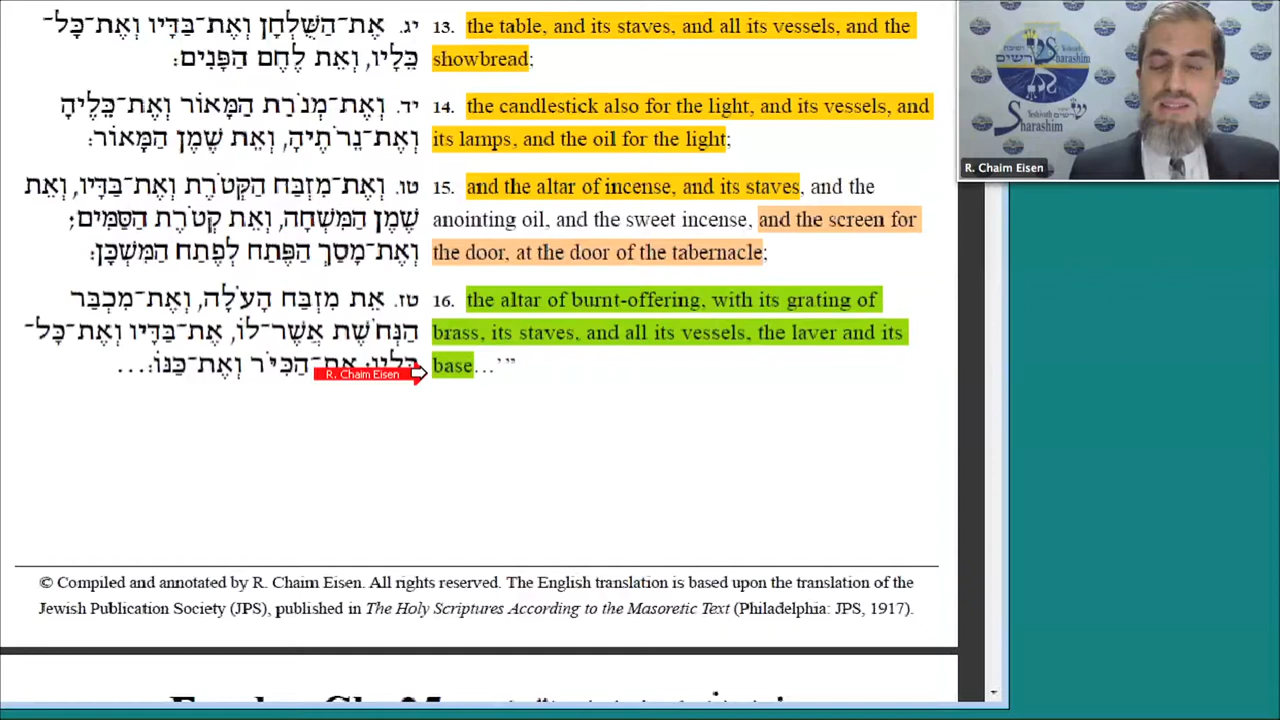 יג. אֶת־הַשֻּׁלְחָן וְאֶת־בַּדָּיו וְאֶת־כָּל־
כֵּלָיו, וְאֵת לֶחֶם הַפָּנִים:
13. the table, and its staves, and all its vessels, and the
showbread;
יד. וְאֶת־מְנֹרַת הַמָּאוֹר וְאֶת־כֵּלֶיהָ
וְאֶת־נֵרֹתֶיהָ, וְאֵת שֶׁמֶן הַמָּאוֹר:
14. the candlestick also for the light, and its vessels, and
its lamps, and the oil for the light;
טו. וְאֶת־מִזְבַּח הַקְּטֹרֶת וְאֶת־בַּדָּיו, וְאֵת
שֶׁמֶן הַמִּשְׁחָה, וְאֵת קְטֹרֶת הַסַּמִּים;
וְאֶת־מָסַךְ הַפֶּתַח לְפֶתַח הַמִּשְׁכָּן:
15. and the altar of incense, and its staves, and the
anointing oil, and the sweet incense, and the screen for
the door, at the door of the tabernacle;
טז. אֵת מִזְבַּח הָעֹלָה, וְאֶת־מִכְבַּר
הַנְּחֹשֶׁת אֲשֶׁר־לוֹ, אֶת־בַּדָּיו וְאֶת־כָּל־
כֵּלָיו; אֶת־הַכִּיֹּר וְאֶת־כַּנּוֹ:...
16. the altar of burnt-offering, with its grating of
brass, its staves, and all its vessels, the laver and its
base...’”
R. Chaim Eisen
© Compiled and annotated by R. Chaim Eisen. All rights reserved. The English translation is based upon the translation of the
Jewish Publication Society (JPS), published in The Holy Scriptures According to the Masoretic Text (Philadelphia: JPS, 1917).
R. Chaim Eisen
Yeshivath
Sharashim